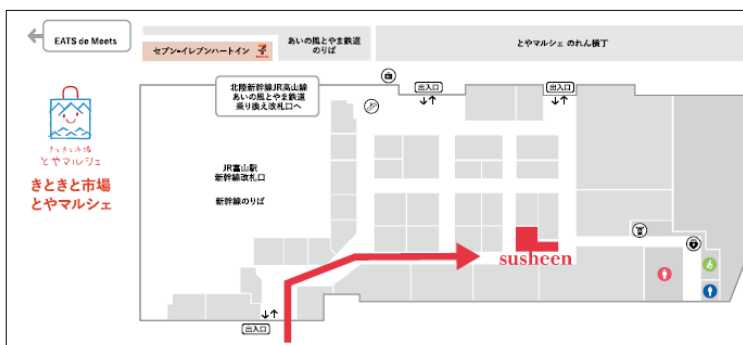 EATS de Meets
セブン-イレブンハートイン
あいの風とやま鉄道
のりば
とやマルシェ のれん横丁
北陸新幹線JR高山線
あいの風とやま鉄道
乗り換え改札口へ
出入口
出入口
きときと市場
とやマルシェ
きときと市場
とやマルシェ
JR富山駅
新幹線改札口
新幹線のりば
susheen
出入口